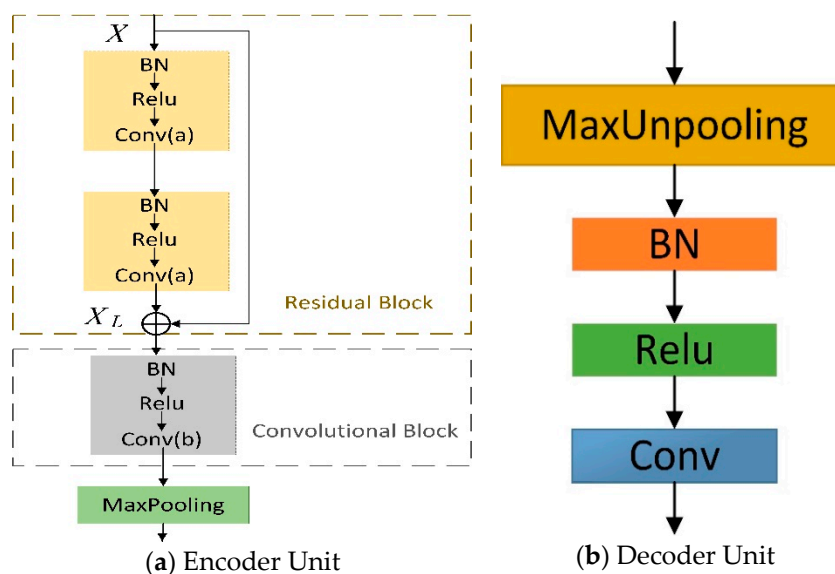 X
BN
Relu
Conv(a)
BN
Relu
Conv(a)
Residual Block
X L
BN
Relu
Conv(b)
Convolutional Block
MaxPooling
(a) Encoder Unit
MaxUnpooling
BN
Relu
Conv
(b) Decoder Unit